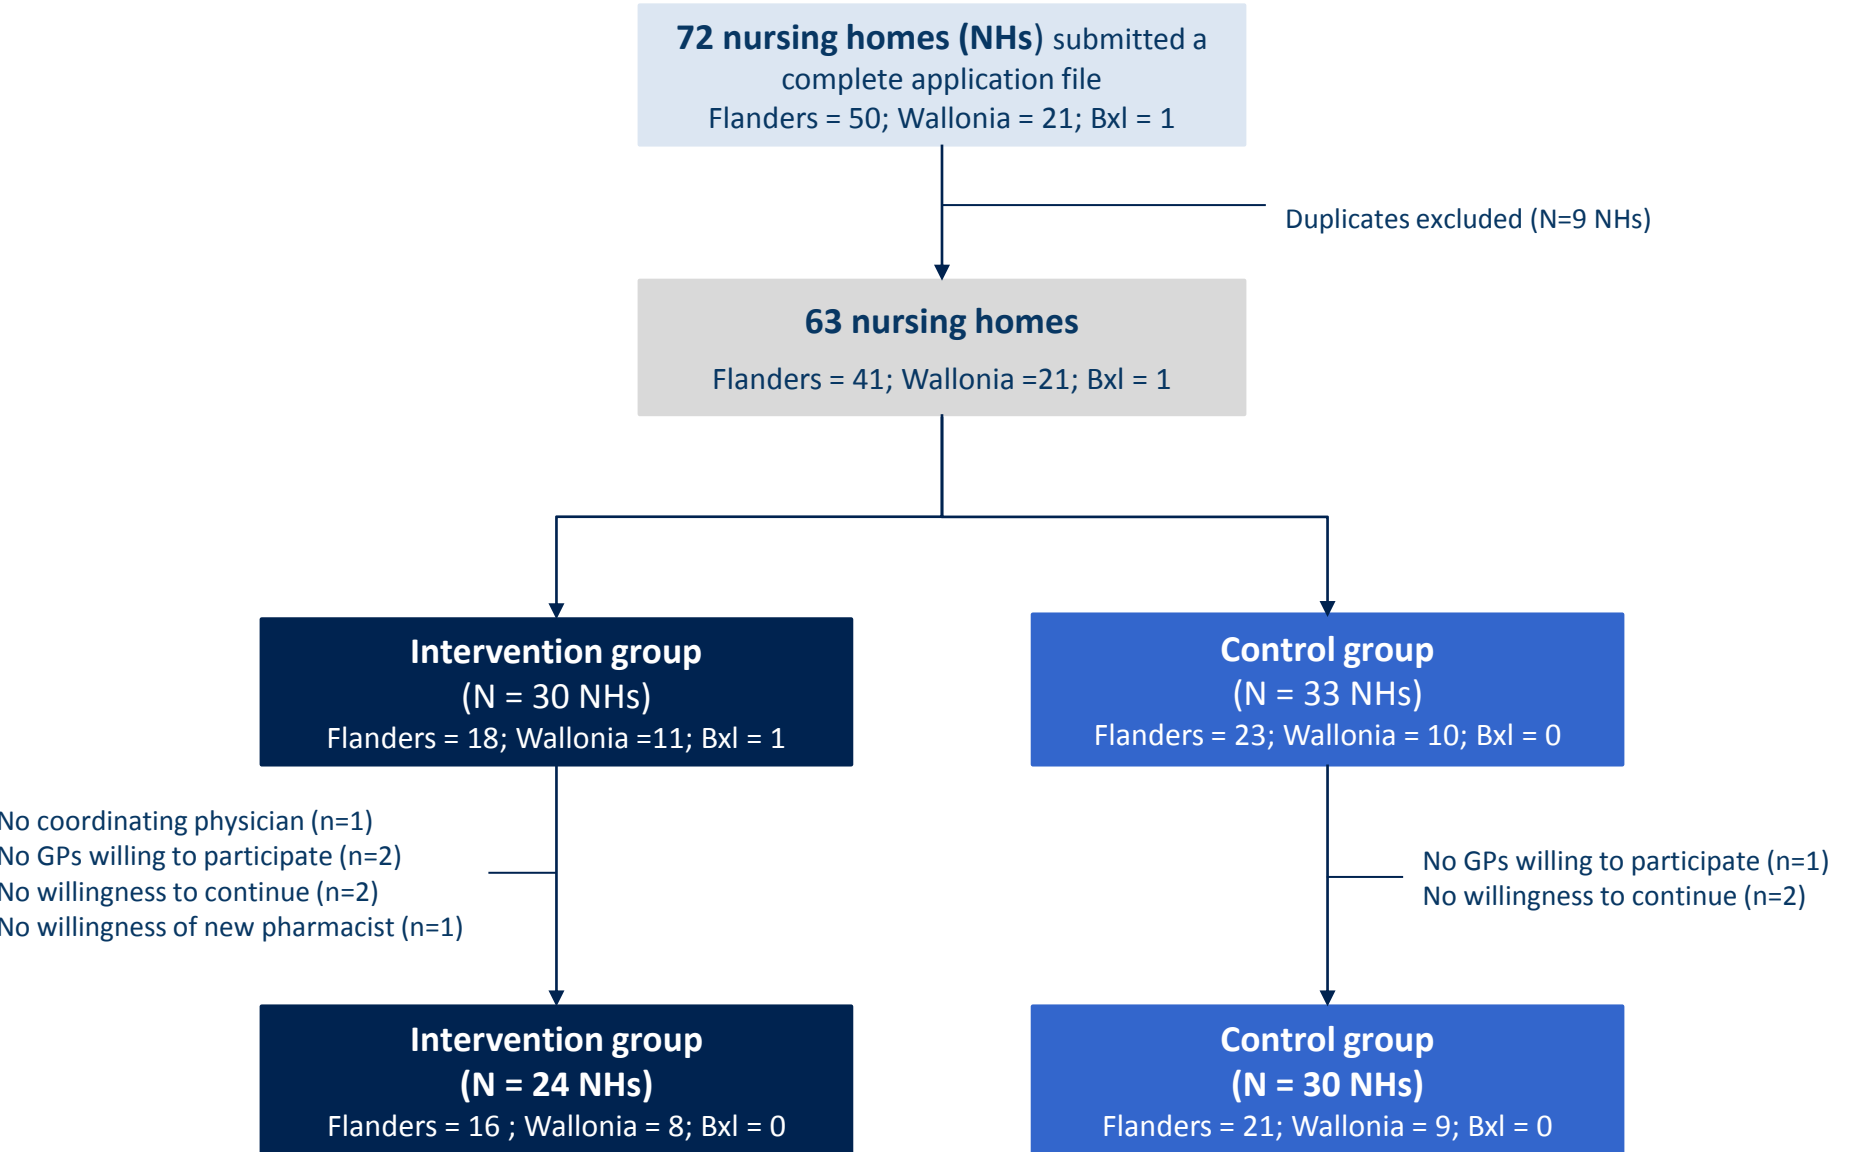 72 nursing homes (NHs) submitted a
complete application file
Flanders = 50; Wallonia = 21; Bxl = 1
Duplicates excluded (N=9 NHs)
63 nursing homes
Flanders = 41; Wallonia =21; Bxl = 1
Intervention group
(N = 30 NHs)
Flanders = 18; Wallonia =11; Bxl = 1
Control group
(N = 33 NHs)
Flanders = 23; Wallonia = 10; Bxl = 0
No coordinating physician (n=1)
No GPs willing to participate (n=2)
No willingness to continue (n=2)
No willingness of new pharmacist (n=1)
No GPs willing to participate (n=1)
No willingness to continue (n=2)
Intervention group
(N = 24 NHs)
Flanders = 16 ; Wallonia = 8; Bxl = 0
Control group
(N = 30 NHs)
Flanders = 21; Wallonia = 9; Bxl = 0